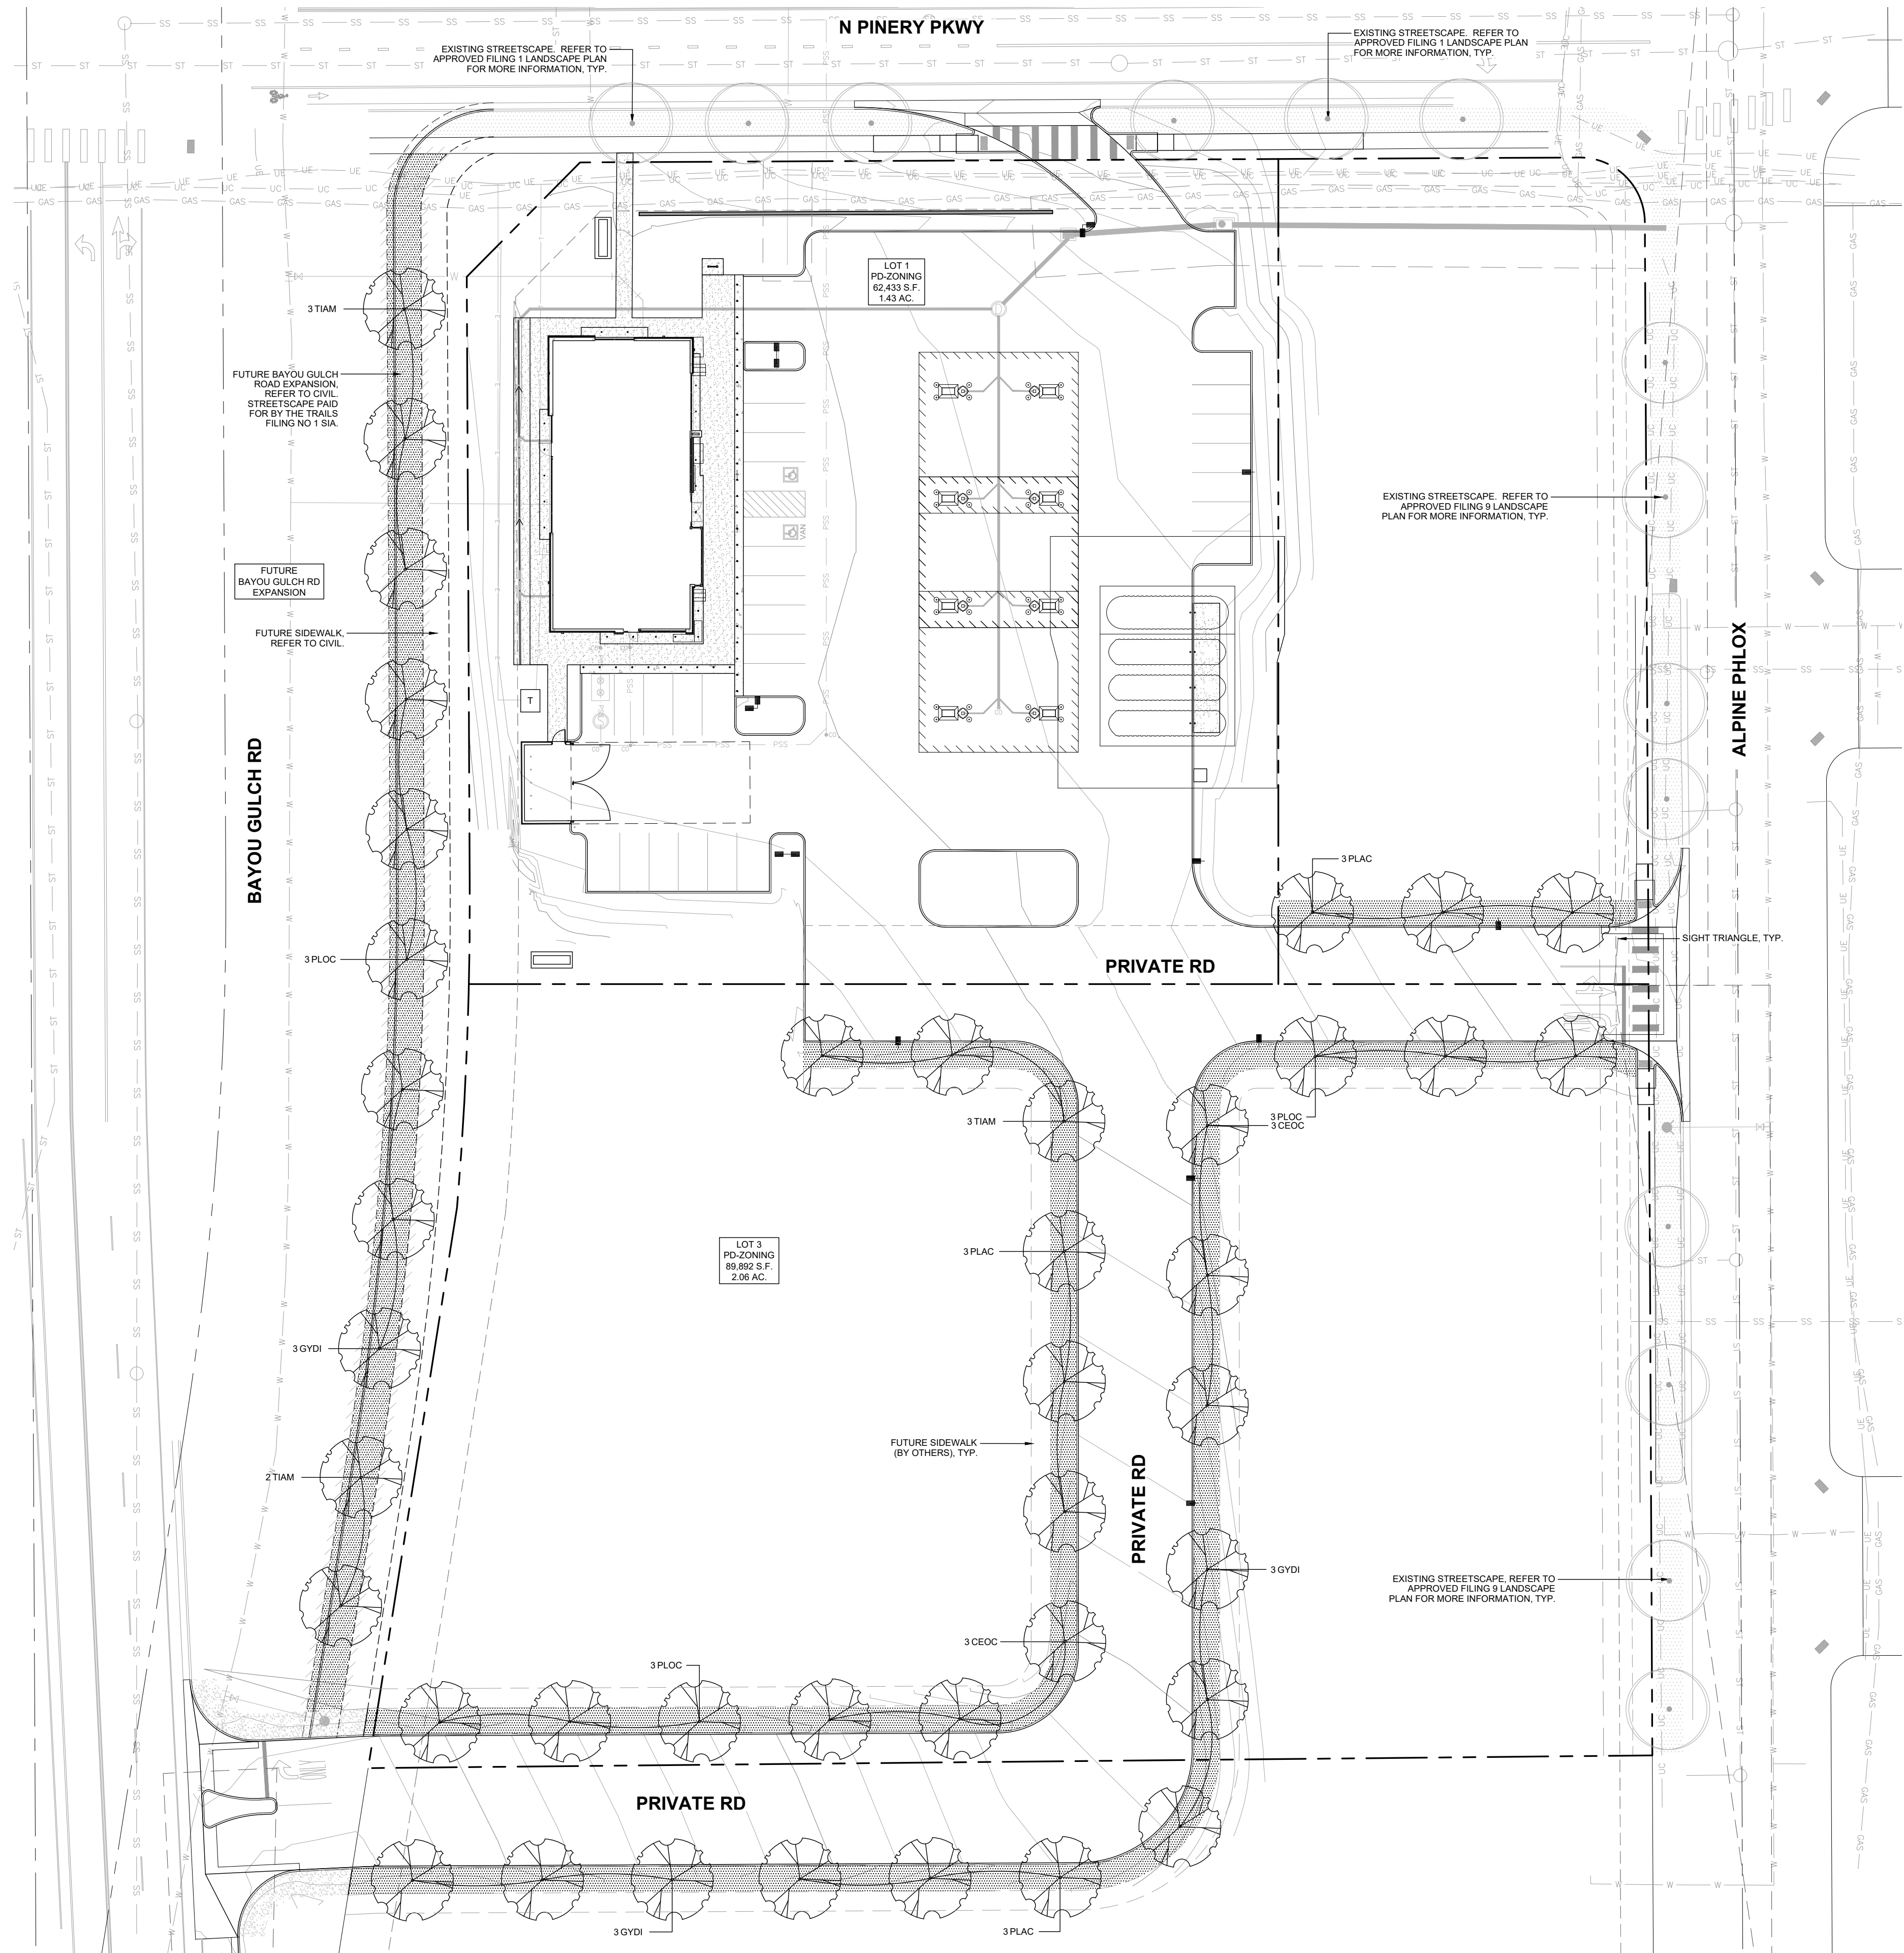 N PINERY PKWY
EXISTING STREETSCAPE. REFER TO
APPROVED FILING 1 LANDSCAPE PLAN
FOR MORE INFORMATION, TYP.
EXISTING STREETSCAPE. REFER TO
APPROVED FILING 1 LANDSCAPE PLAN
FOR MORE INFORMATION, TYP.
LOT 1
PD-ZONING
62,433 S.F.
1.43 AC.
3 TIAM
FUTURE BAYOU GULCH
ROAD EXPANSION,
REFER TO CIVIL.
STREETSCAPE PAID
FOR BY THE TRAILS
FILING NO 1 SIA.
EXISTING STREETSCAPE. REFER TO
APPROVED FILING 9 LANDSCAPE
PLAN FOR MORE INFORMATION, TYP.
VAN
FUTURE
BAYOU GULCH RD
EXPANSION
FUTURE SIDEWALK,
REFER TO CIVIL.
T
ALPINE PHLOX
BAYOU GULCH RD
3 PLAC
3 PLOC
SIGHT TRIANGLE, TYP.
PRIVATE RD
3 TIAM
3 PLOC
3 CEOC
3 PLAC
LOT 3
PD-ZONING
89,892 S.F.
2.06 AC.
3 GYDI
FUTURE SIDEWALK
(BY OTHERS), TYP.
2 TIAM
PRIVATE RD
3 GYDI
EXISTING STREETSCAPE, REFER TO
APPROVED FILING 9 LANDSCAPE
PLAN FOR MORE INFORMATION, TYP.
3 CEOC
3 PLOC
PRIVATE RD
3 GYDI
3 PLAC